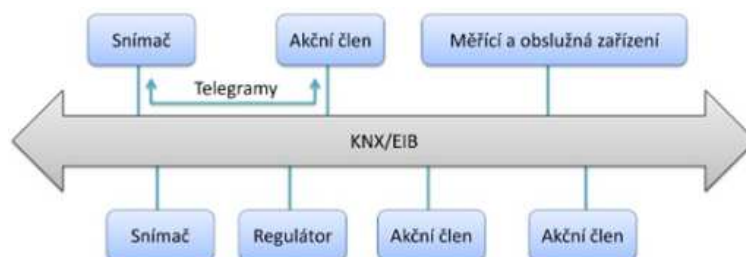 Snímač
Akční člen
Měřící a obslužná zařízení
Telegramy
KNX/EIB
Snímač
Regulátor
Akční člen
Akční člen